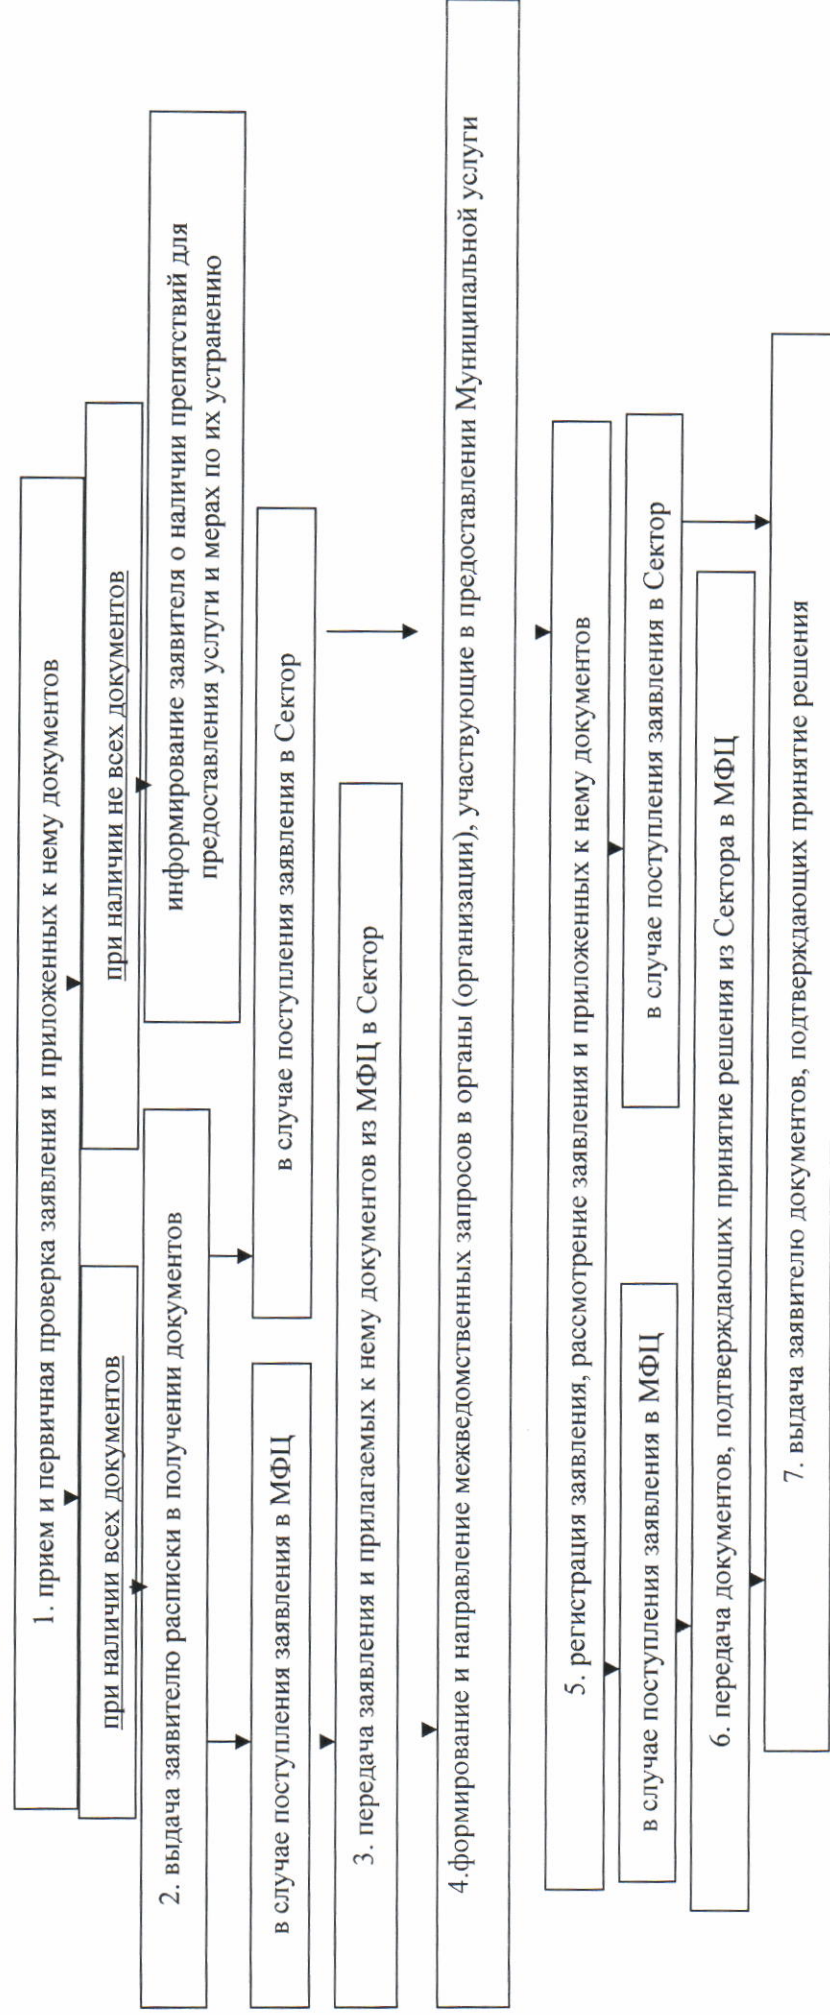 1. прием и первичная проверка заявления и приложенных к нему документов
при наличии всех документов
при наличии не всех документов
2. выдача заявителю расписки в получении документов
информирование заявителя о наличии препятствий для
предоставления услуги и мерах по их устранению
в случае поступления заявления в МФЦ
в случае поступления заявления в Сектор
3. передача заявления и прилагаемых к нему документов из МФЦ в Сектор
4.формирование и направление межведомственных запросов в органы (организации), участвующие в предоставлении Муниципальной услуги
5. регистрация заявления, рассмотрение заявления и приложенных к нему документов
в случае поступления заявления в МФЦ
в случае поступления заявления в Сектор
6. передача документов, подтверждающих принятие решения из Сектора в МФЦ
7. выдача заявителю документов, подтверждающих принятие решения